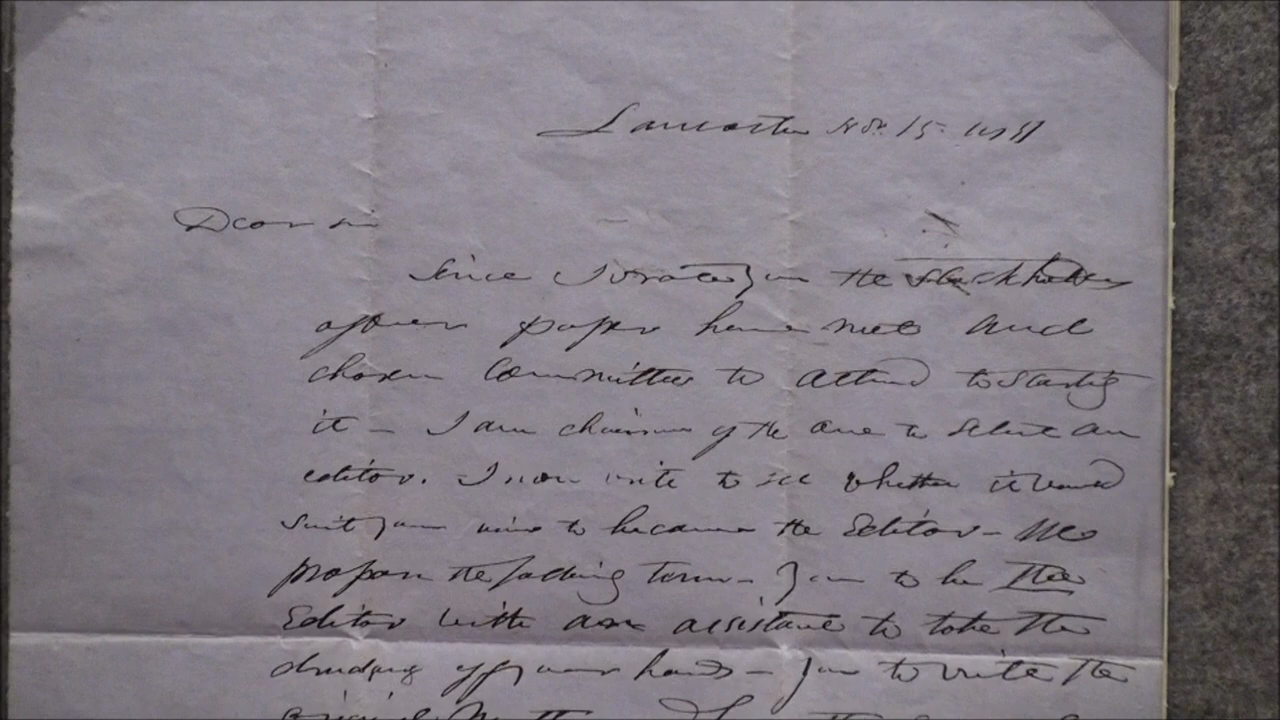 Lancaster 15
Dear Sir
Since I wrote you the stockholders
of our paper have met and
chosen Committees to attend to starting
it - I am chairman of the one to select an
editor. I now write to see whether it would
suit your views to become the Editor - We
propose the following terms - You to be the
Editor with an assistant to take the
drudgery off your hands - You to write the
original Matter